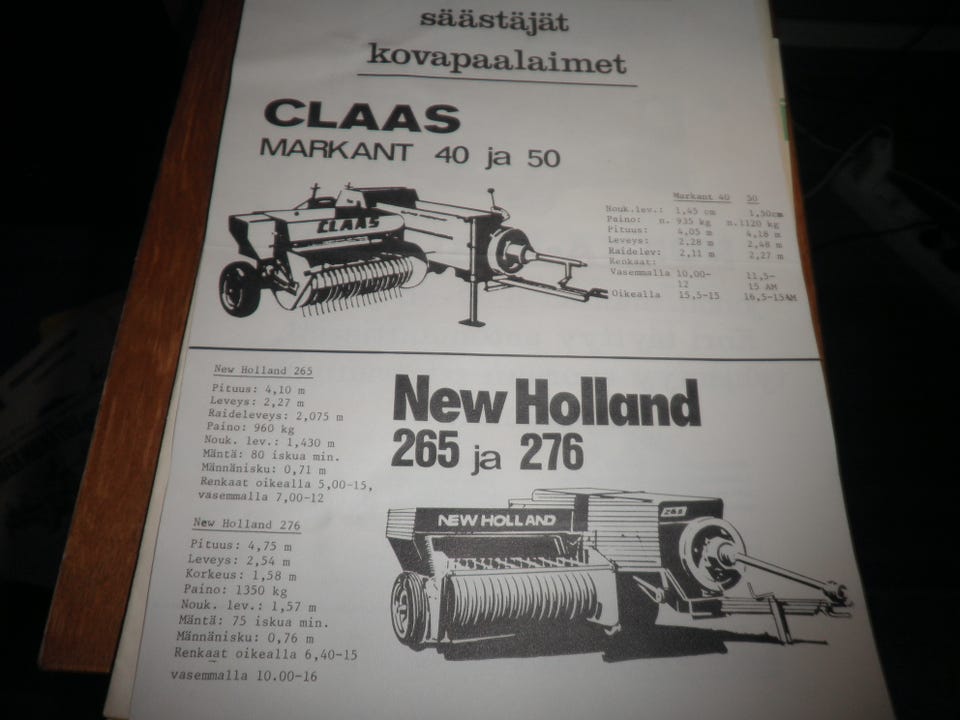 säästäjät
kovapaalaimet
CLAAS
MARKANT 40 ja 50
CLAAS
Markant 40 50
Nouk.lev.: 1,45 cm 1,50cm
Paino: n. 935 kg n.1120 kg
Pituus: 4,05 m 4,18 m
Leveys: 2,28 m 2,48 m
Raidelev: 2,11 m 2,27 m
Renkaat:
Vasemmalla 10,00- 11,5-
12 15 AM
Oikealla 15,5-15 16,5-15AM
New Holland 265
Pituus: 4,10 m
Leveys: 2,27 m
Raideleveys: 2,075 m
Paino: 960 kg
Nouk. lev.: 1,430 m
Mäntä: 80 iskua min.
Männänisku: 0,71 m
Renkaat oikealla 5,00-15,
vasemmalla 7,00-12
New Holland
265 ja 276
NEW HOLLAND
New Holland 276
Pituus: 4,75 m
Leveys: 2,54 m
Korkeus: 1,58 m
Paino: 1350 kg
Nouk. lev.: 1,57 m
Mäntä: 75 iskua min.
Männänisku: 0,76 m
Renkaat oikealla 6,40-15
vasemmalla 10.00-16